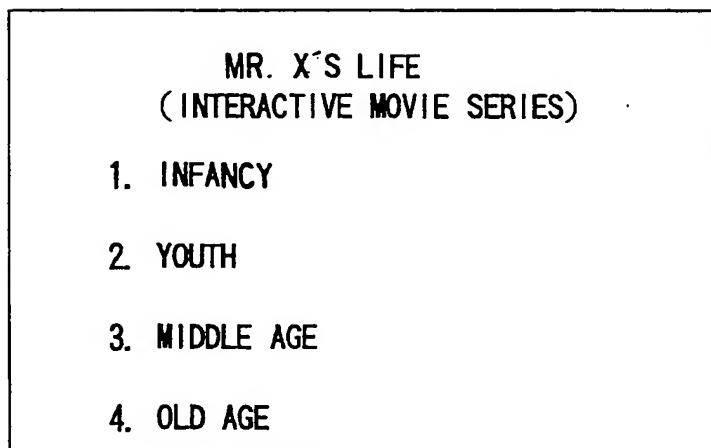 MR. X'S LIFE
(INTERACTIVE MOVIE SERIES)
1. INFANCY
2. YOUTH
3. MIDDLE AGE
4. OLD AGE